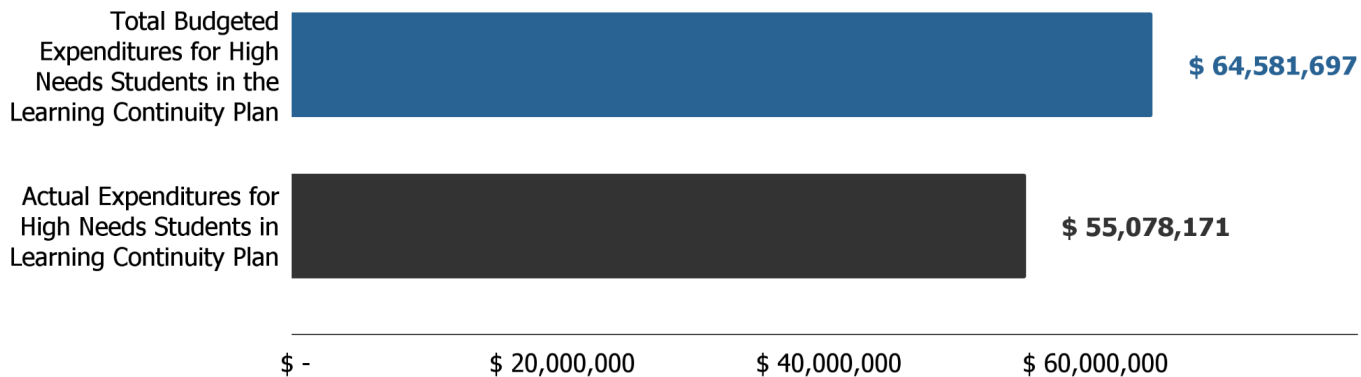 Total Budgeted
Expenditures for High
Needs Students in the
Learning Continuity Plan
$ 64,581,697
Actual Expenditures for
High Needs Students in
Learning Continuity Plan
$ 55,078,171
$ -
$ 20,000,000
$ 40,000,000
$ 60,000,000